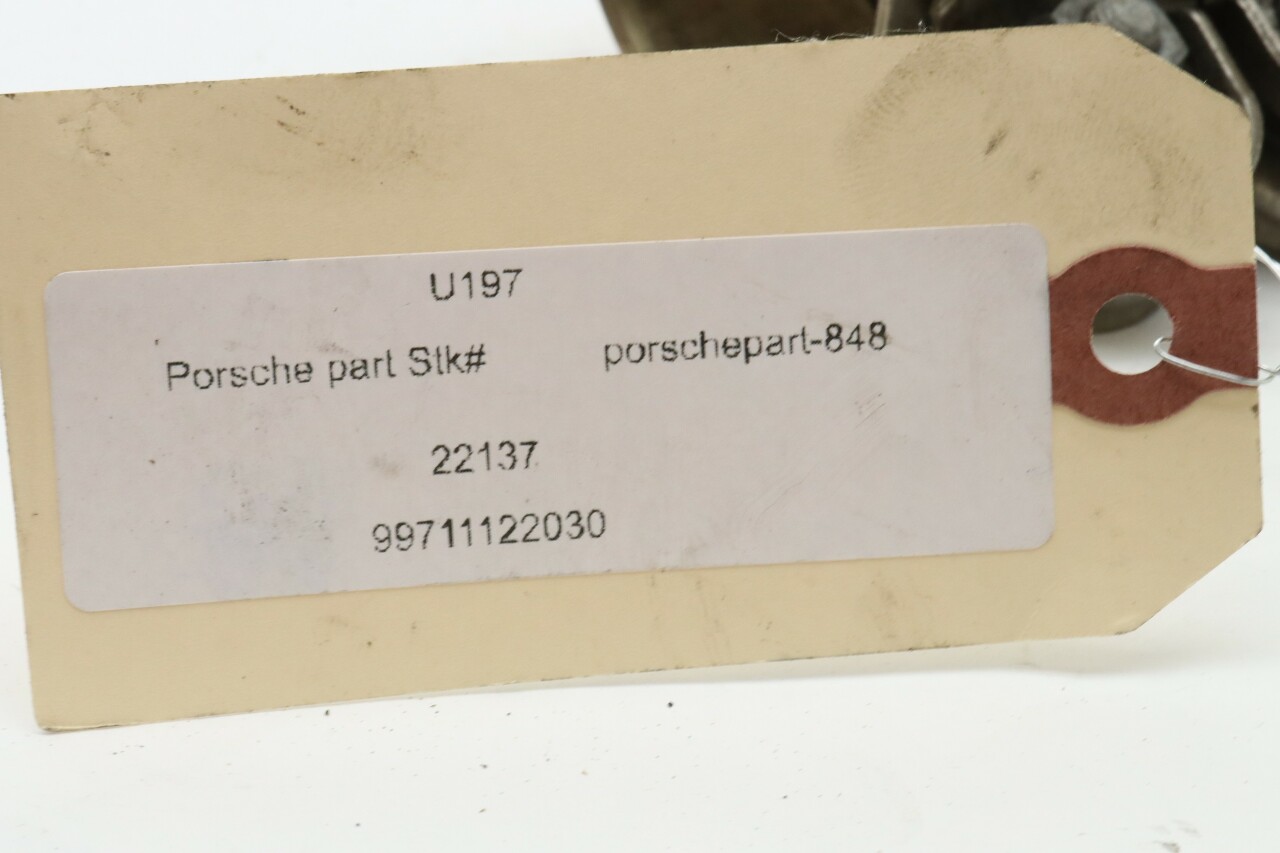 U197
Porsche part Stk# porschepart-848
22137
99711122030